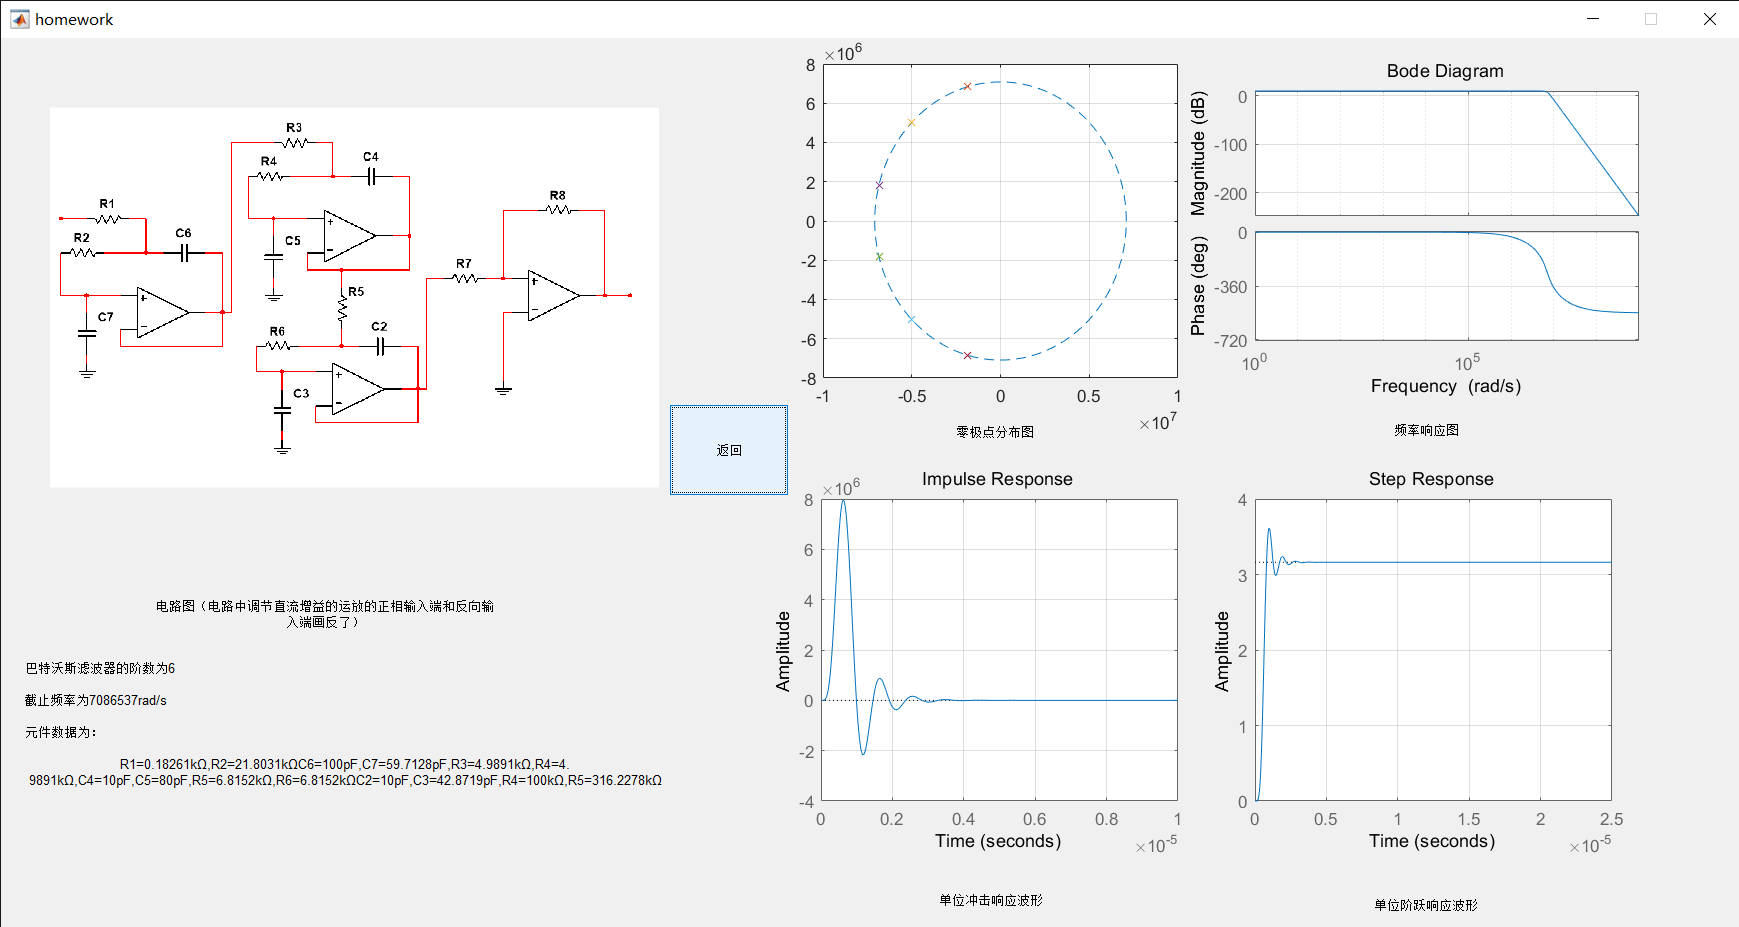 homework
R1
R2
C6
C7
R3
R4
C4
C5
R5
R6
C2
C3
R7
R8
+
−
+
−
+
−
+
−
返回
电路图（电路中调节直流增益的运放的正相输入端和反向输
入端画反了）
巴特沃斯滤波器的阶数为6
截止频率为7086537rad/s
元件数据为：
R1=0.18261kΩ,R2=21.8031kΩC6=100pF,C7=59.7128pF,R3=4.9891kΩ,R4=4.
9891kΩ,C4=10pF,C5=80pF,R5=6.8152kΩ,R6=6.8152kΩC2=10pF,C3=42.8719pF,R4=100kΩ,R5=316.2278kΩ
×10^6
8
6
4
2
0
-2
-4
-6
-8
-1 -0.5 0 0.5 1
×10^7
零极点分布图
Bode Diagram
Magnitude (dB)
0
-100
-200
Phase (deg)
0
-360
-720
10^0 10^5
Frequency (rad/s)
频率响应图
Impulse Response
×10^6
Amplitude
8
6
4
2
0
-2
-4
0 0.2 0.4 0.6 0.8 1
Time (seconds)
×10^-5
单位冲击响应波形
Step Response
Amplitude
4
3
2
1
0
0 0.5 1 1.5 2 2.5
Time (seconds)
×10^-5
单位阶跃响应波形